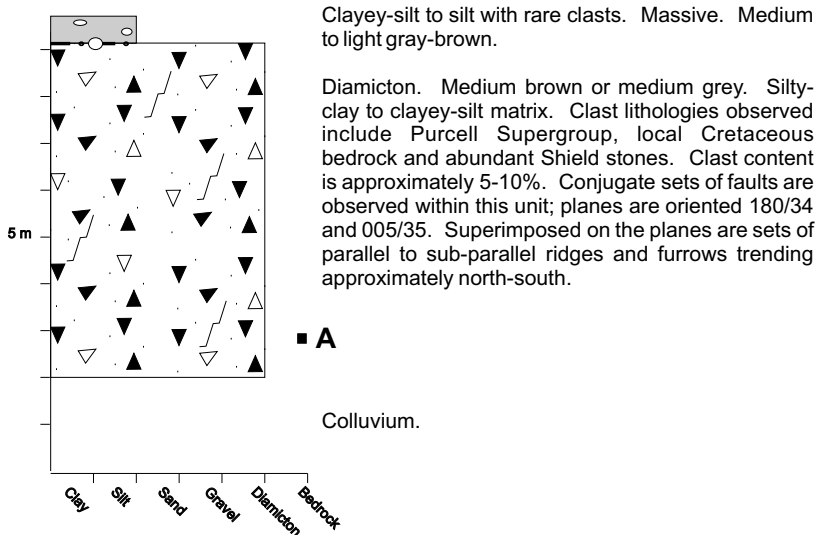 Clayey-silt to silt with rare clasts. Massive. Medium
to light gray-brown.
Diamicton. Medium brown or medium grey. Silty-
clay to clayey-silt matrix. Clast lithologies observed
include Purcell Supergroup, local Cretaceous
bedrock and abundant Shield stones. Clast content
is approximately 5-10%. Conjugate sets of faults are
observed within this unit; planes are oriented 180/34
and 005/35. Superimposed on the planes are sets of
parallel to sub-parallel ridges and furrows trending
approximately north-south.
5 m
A
Colluvium.
Clay
Silt
Sand
Gravel
Diamicton
Bedrock